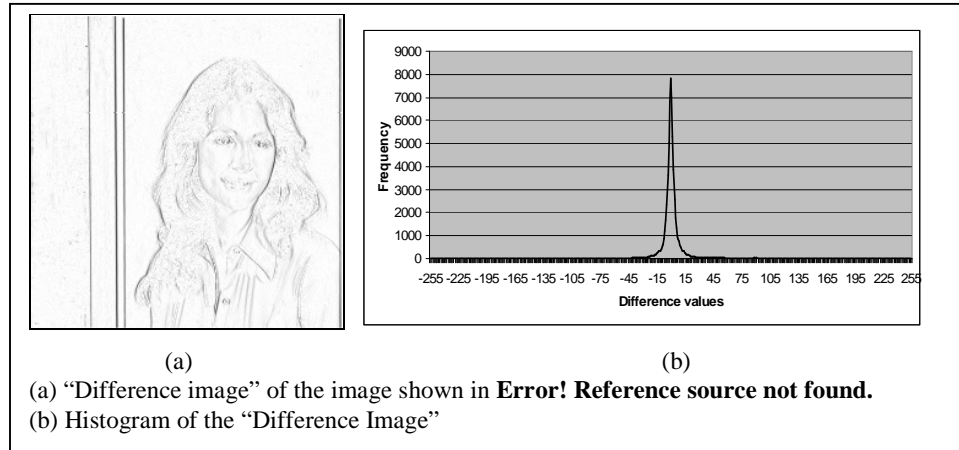 9000
8000
7000
6000
5000
4000
3000
2000
1000
0
Frequency
-255 -225 -195 -165 -135 -105 -75 -45 -15 15 45 75 105 135 165 195 225 255
Difference values
(a) (b)
(a) “Difference image” of the image shown in Error! Reference source not found.
(b) Histogram of the “Difference Image”